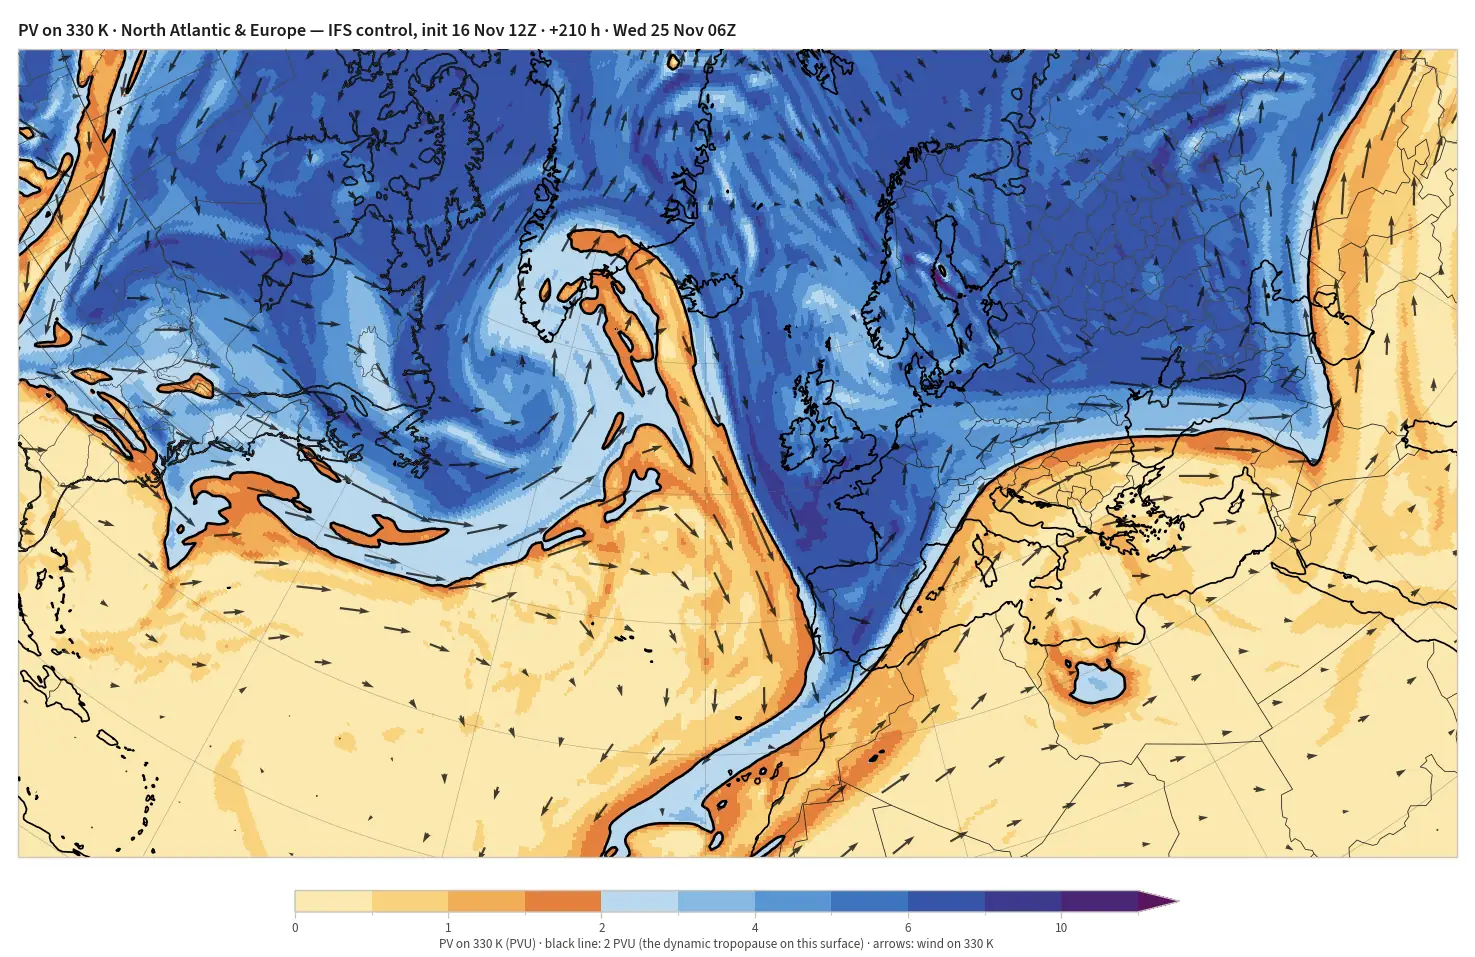 PV on 330 K · North Atlantic & Europe — IFS control, init 16 Nov 12Z · +210 h · Wed 25 Nov 06Z
0 1 2 4 6 10
PV on 330 K (PVU) · black line: 2 PVU (the dynamic tropopause on this surface) · arrows: wind on 330 K